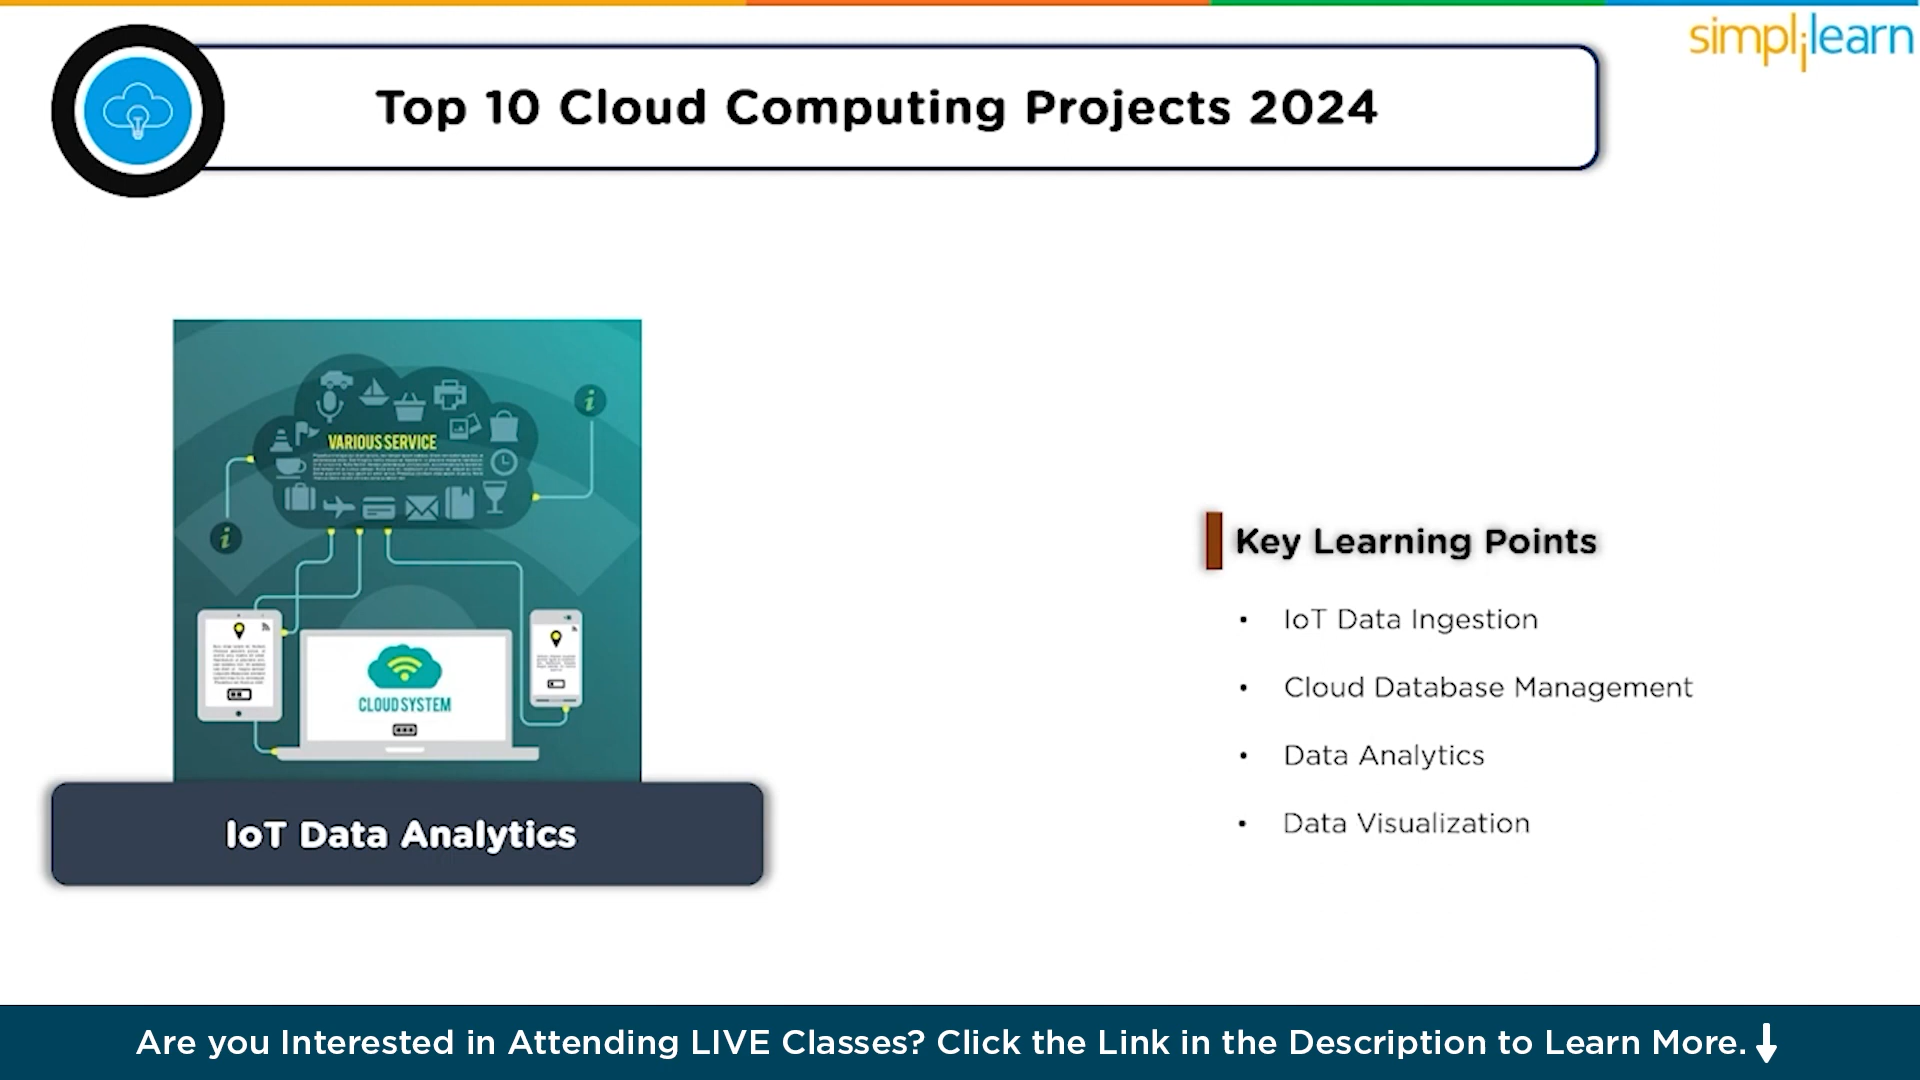 simplilearn
Top 10 Cloud Computing Projects 2024
VARIOUS SERVICE
CLOUD SYSTEM
IoT Data Analytics
Key Learning Points
• IoT Data Ingestion
• Cloud Database Management
• Data Analytics
• Data Visualization
Are you Interested in Attending LIVE Classes? Click the Link in the Description to Learn More.